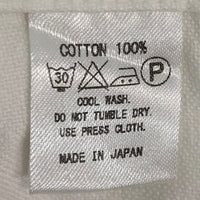 COTTON 100%
30 P
COOL WASH.
DO NOT TUMBLE DRY.
USE PRESS CLOTH.
MADE IN JAPAN